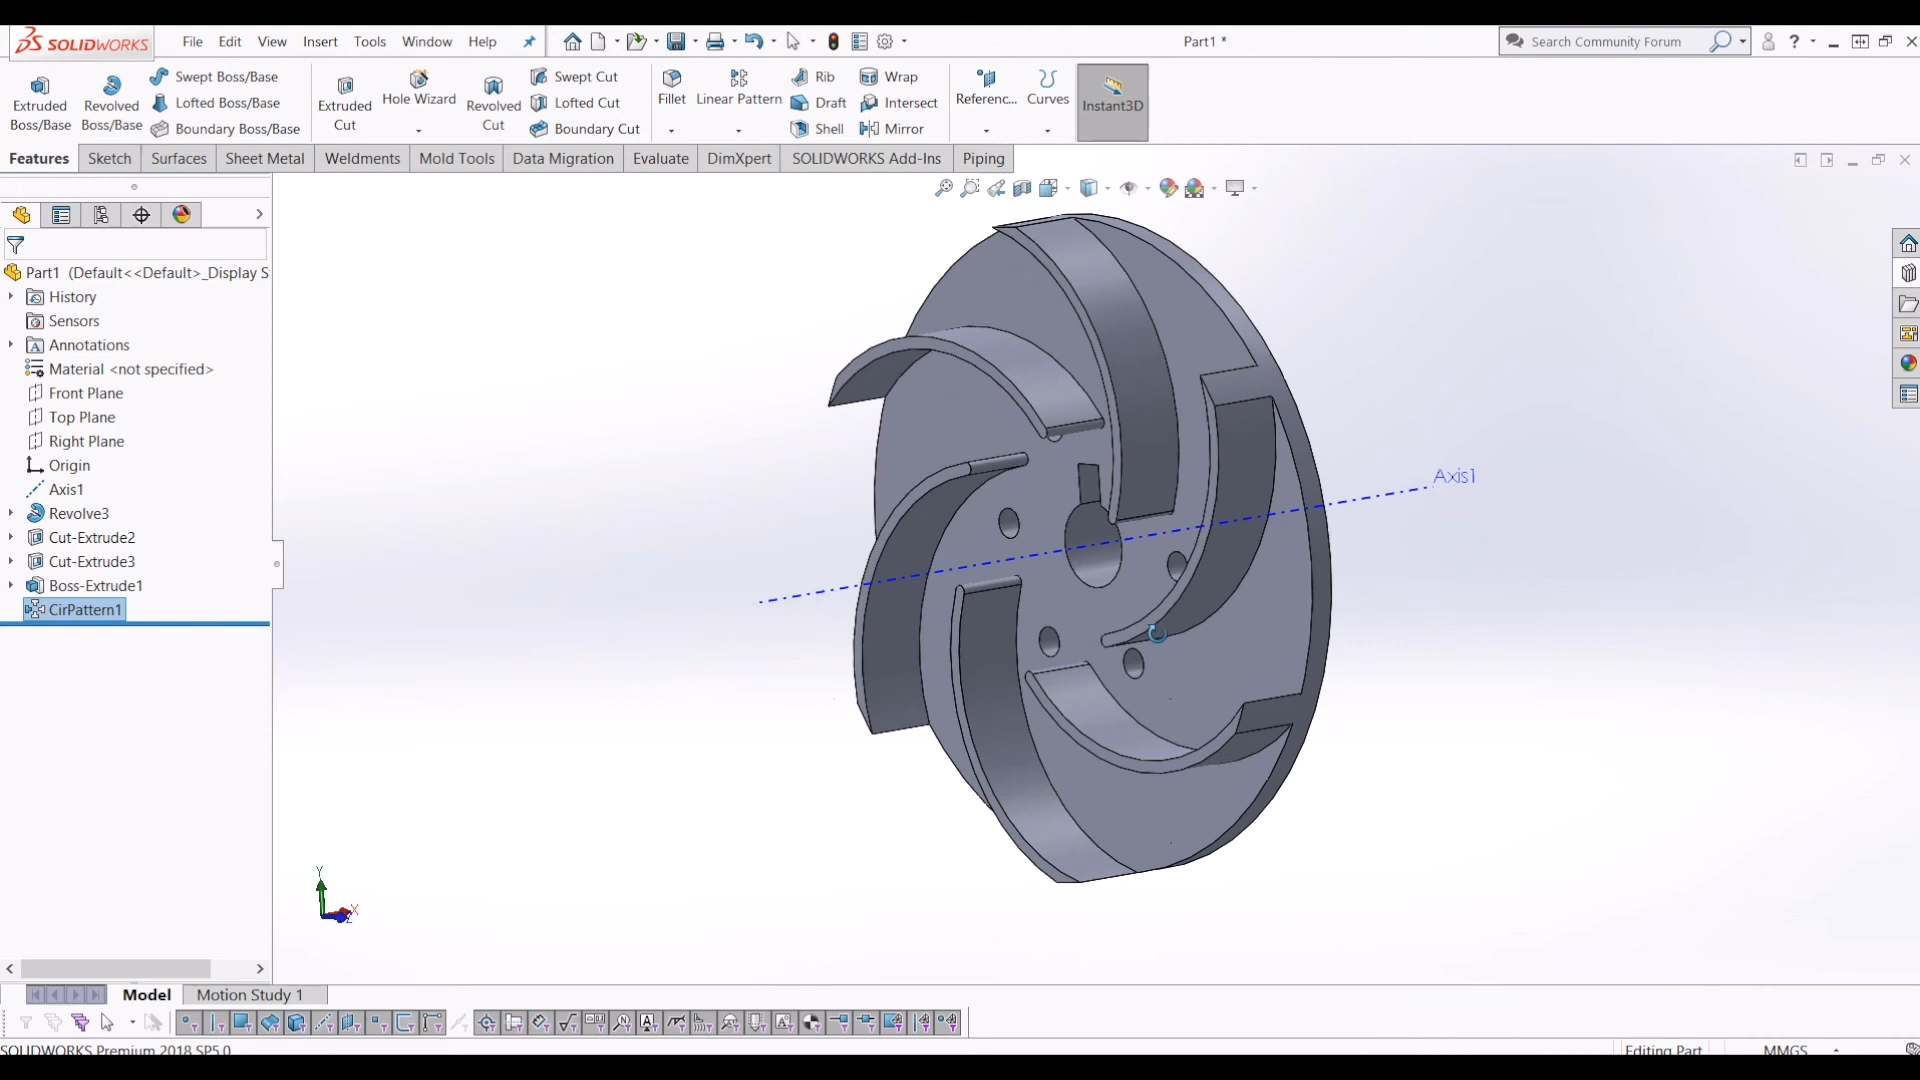 SOLIDWORKS File Edit View Insert Tools Window Help Part1 * Search Community Forum ?
Extruded Boss/Base
Revolved Boss/Base
Swept Boss/Base
Lofted Boss/Base
Boundary Boss/Base
Extruded Cut
Hole Wizard
Revolved Cut
Swept Cut
Lofted Cut
Boundary Cut
Fillet
Linear Pattern
Rib
Draft
Shell
Wrap
Intersect
Mirror
Referenc...
Curves
Instant3D
Features Sketch Surfaces Sheet Metal Weldments Mold Tools Data Migration Evaluate DimXpert SOLIDWORKS Add-Ins Piping
Part1 (Default<<Default>_Display S
History
Sensors
Annotations
Material <not specified>
Front Plane
Top Plane
Right Plane
Origin
Axis1
Revolve3
Cut-Extrude2
Cut-Extrude3
Boss-Extrude1
CirPattern1
Axis1
Y
X
Z
Model Motion Study 1
SOLIDWORKS Premium 2018 SP5.0 Editing Part MMGS